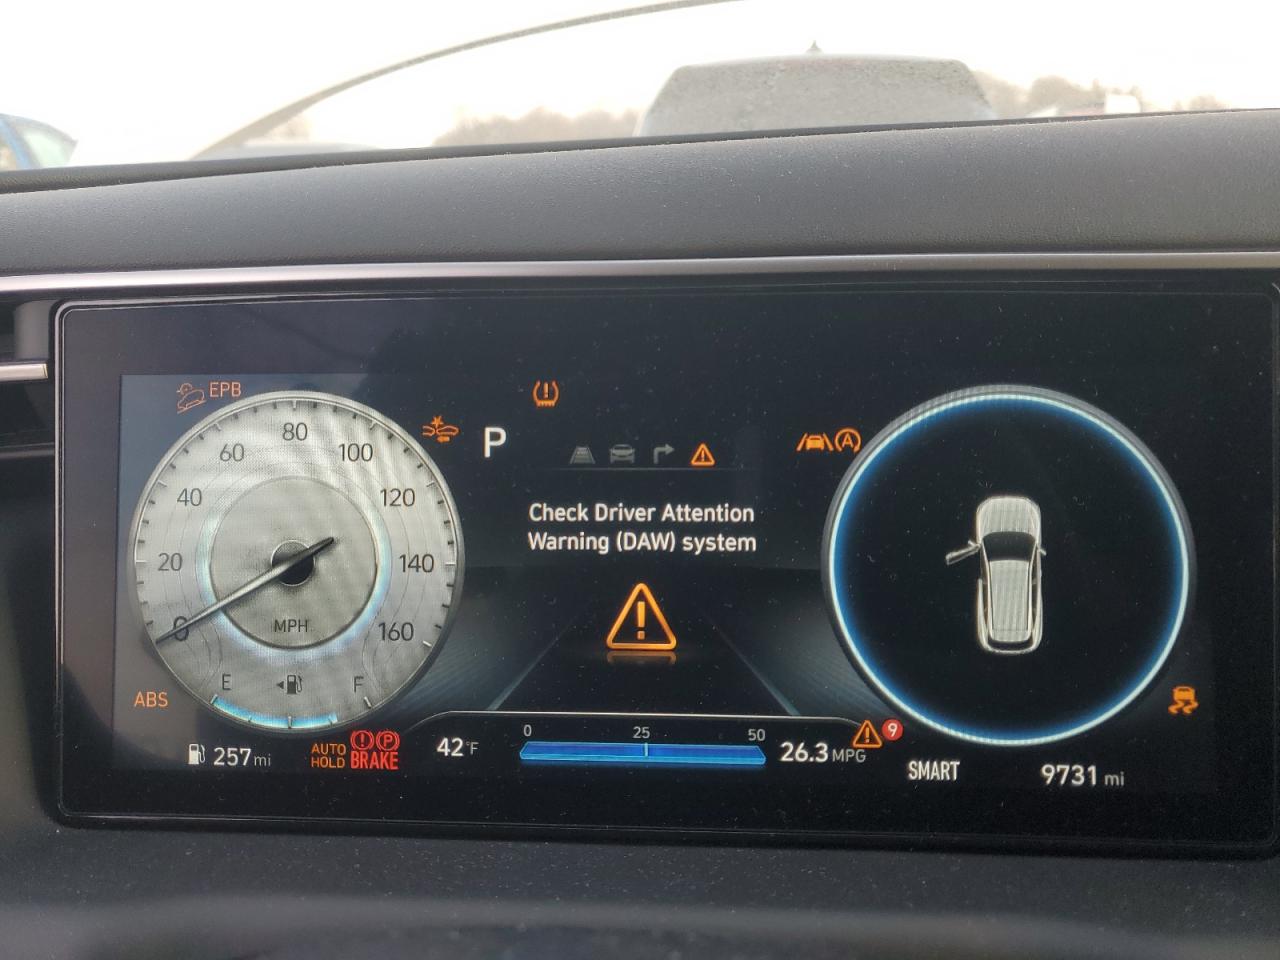 EPB
80
60
100
P
40
120
Check Driver Attention
Warning (DAW) system
20
140
0
160
MPH
E
F
ABS
0
25
50
9
257mi
AUTO
HOLD
P
BRAKE
42°F
26.3MPG
A
SMART
9731 mi